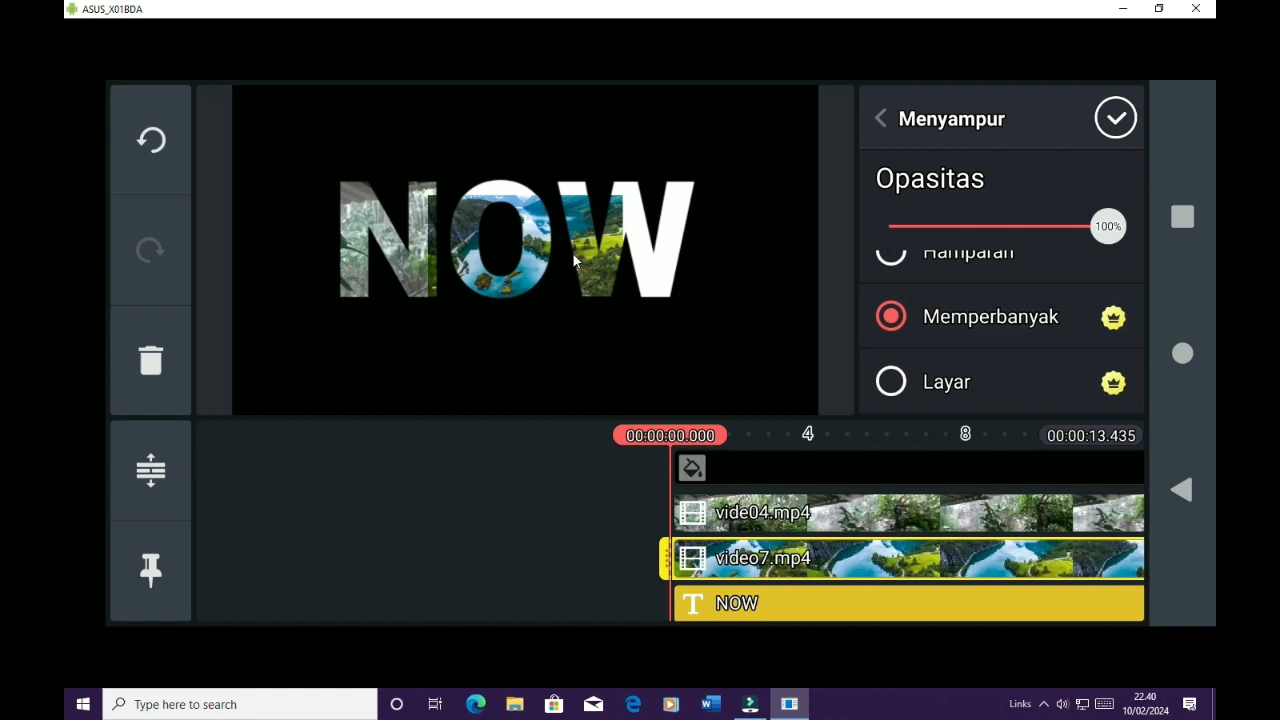 ASUS_X01BDA
NOW
Menyampur
Opasitas
100%
Hamparan
Memperbanyak
Layar
00:00:00.000
4
8
00:00:13.435
vide04.mp4
video7.mp4
T NOW
Type here to search
Links
22.40
10/02/2024